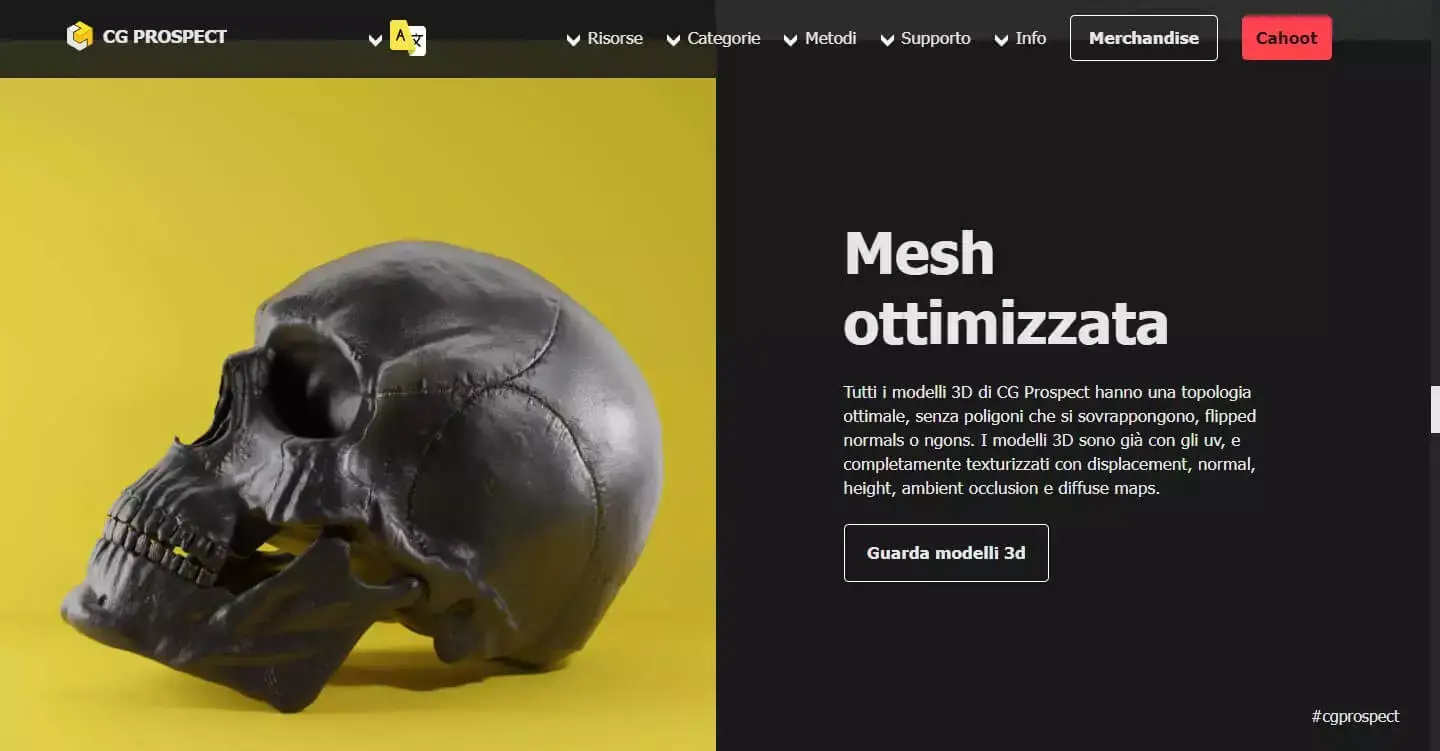 CG PROSPECT
A 文
Risorse
Categorie
Metodi
Supporto
Info
Merchandise
Cahoot
Mesh
ottimizzata
Tutti i modelli 3D di CG Prospect hanno una topologia
ottimale, senza poligoni che si sovrappongono, flipped
normals o ngons. I modelli 3D sono già con gli uv, e
completamente texturizzati con displacement, normal,
height, ambient occlusion e diffuse maps.
Guarda modelli 3d
#cgprospect